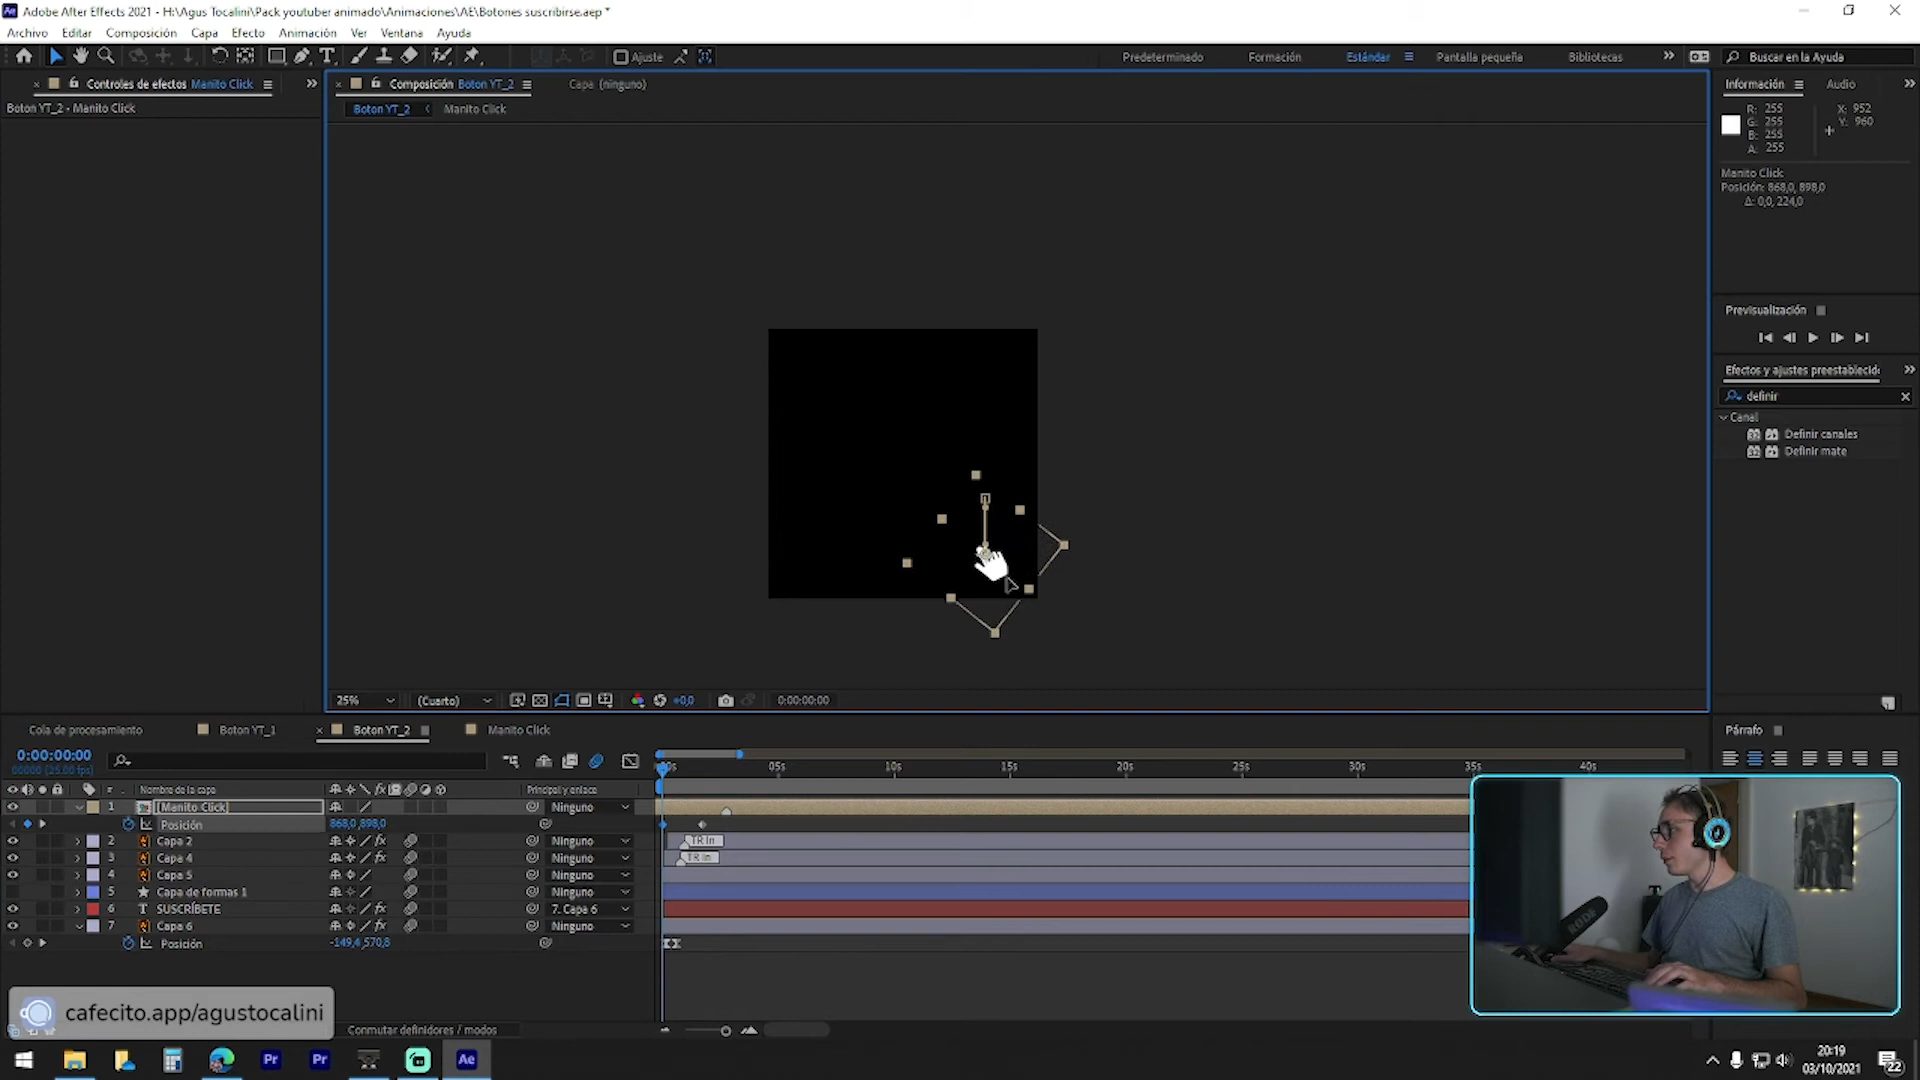 Adobe After Effects 2021 - H:\Agus Tocalini\Pack youtuber animado\Animaciones\AE\Botones suscribirse.aep *
Archivo Editar Composición Capa Efecto Animación Ver Ventana Ayuda
Ajuste Predeterminado Formación Estándar Pantalla pequeña Bibliotecas Buscar en la Ayuda
Controles de efectos Manito Click
Boton YT_2 - Manito Click
Composición Boton YT_2 Capa (ninguno)
Boton YT_2 Manito Click
Información Audio
R: 255 X: 952
G: 255 Y: 960
B: 255
A: 255
Manito Click
Posición: 868,0, 898,0
Δ: 0,0, 224,0
Previsualización
Efectos y ajustes preestablecid
definir
Canal
Definir canales
Definir mate
25% (Cuarto) +0,0 0:00:00:00
Cola de procesamiento Boton YT_1 Boton YT_2 Manito Click
Párrafo
0:00:00:00
00000 (25.00 fps)
05s 10s 15s 20s 25s 30s 35s 40s
# Nombre de la capa Principal y enlace
1 [Manito Click] Ninguno
Posición 868,0,898,0
2 Capa 2 Ninguno TR In
3 Capa 4 Ninguno TR In
4 Capa 5 Ninguno
5 Capa de formas 1 Ninguno
6 T SUSCRÍBETE 7. Capa 6
7 Capa 6 Ninguno
Posición -149,4,570,8
cafecito.app/agustocalini
Conmutar definidores / modos
RODE
Pr Pr Ae
20:19
03/10/2021
22